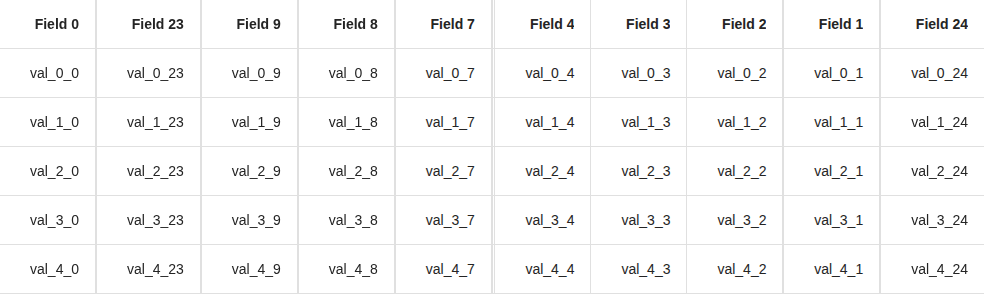 Field 0 Field 23 Field 9 Field 8 Field 7 Field 4 Field 3 Field 2 Field 1 Field 24
val_0_0 val_0_23 val_0_9 val_0_8 val_0_7 val_0_4 val_0_3 val_0_2 val_0_1 val_0_24
val_1_0 val_1_23 val_1_9 val_1_8 val_1_7 val_1_4 val_1_3 val_1_2 val_1_1 val_1_24
val_2_0 val_2_23 val_2_9 val_2_8 val_2_7 val_2_4 val_2_3 val_2_2 val_2_1 val_2_24
val_3_0 val_3_23 val_3_9 val_3_8 val_3_7 val_3_4 val_3_3 val_3_2 val_3_1 val_3_24
val_4_0 val_4_23 val_4_9 val_4_8 val_4_7 val_4_4 val_4_3 val_4_2 val_4_1 val_4_24